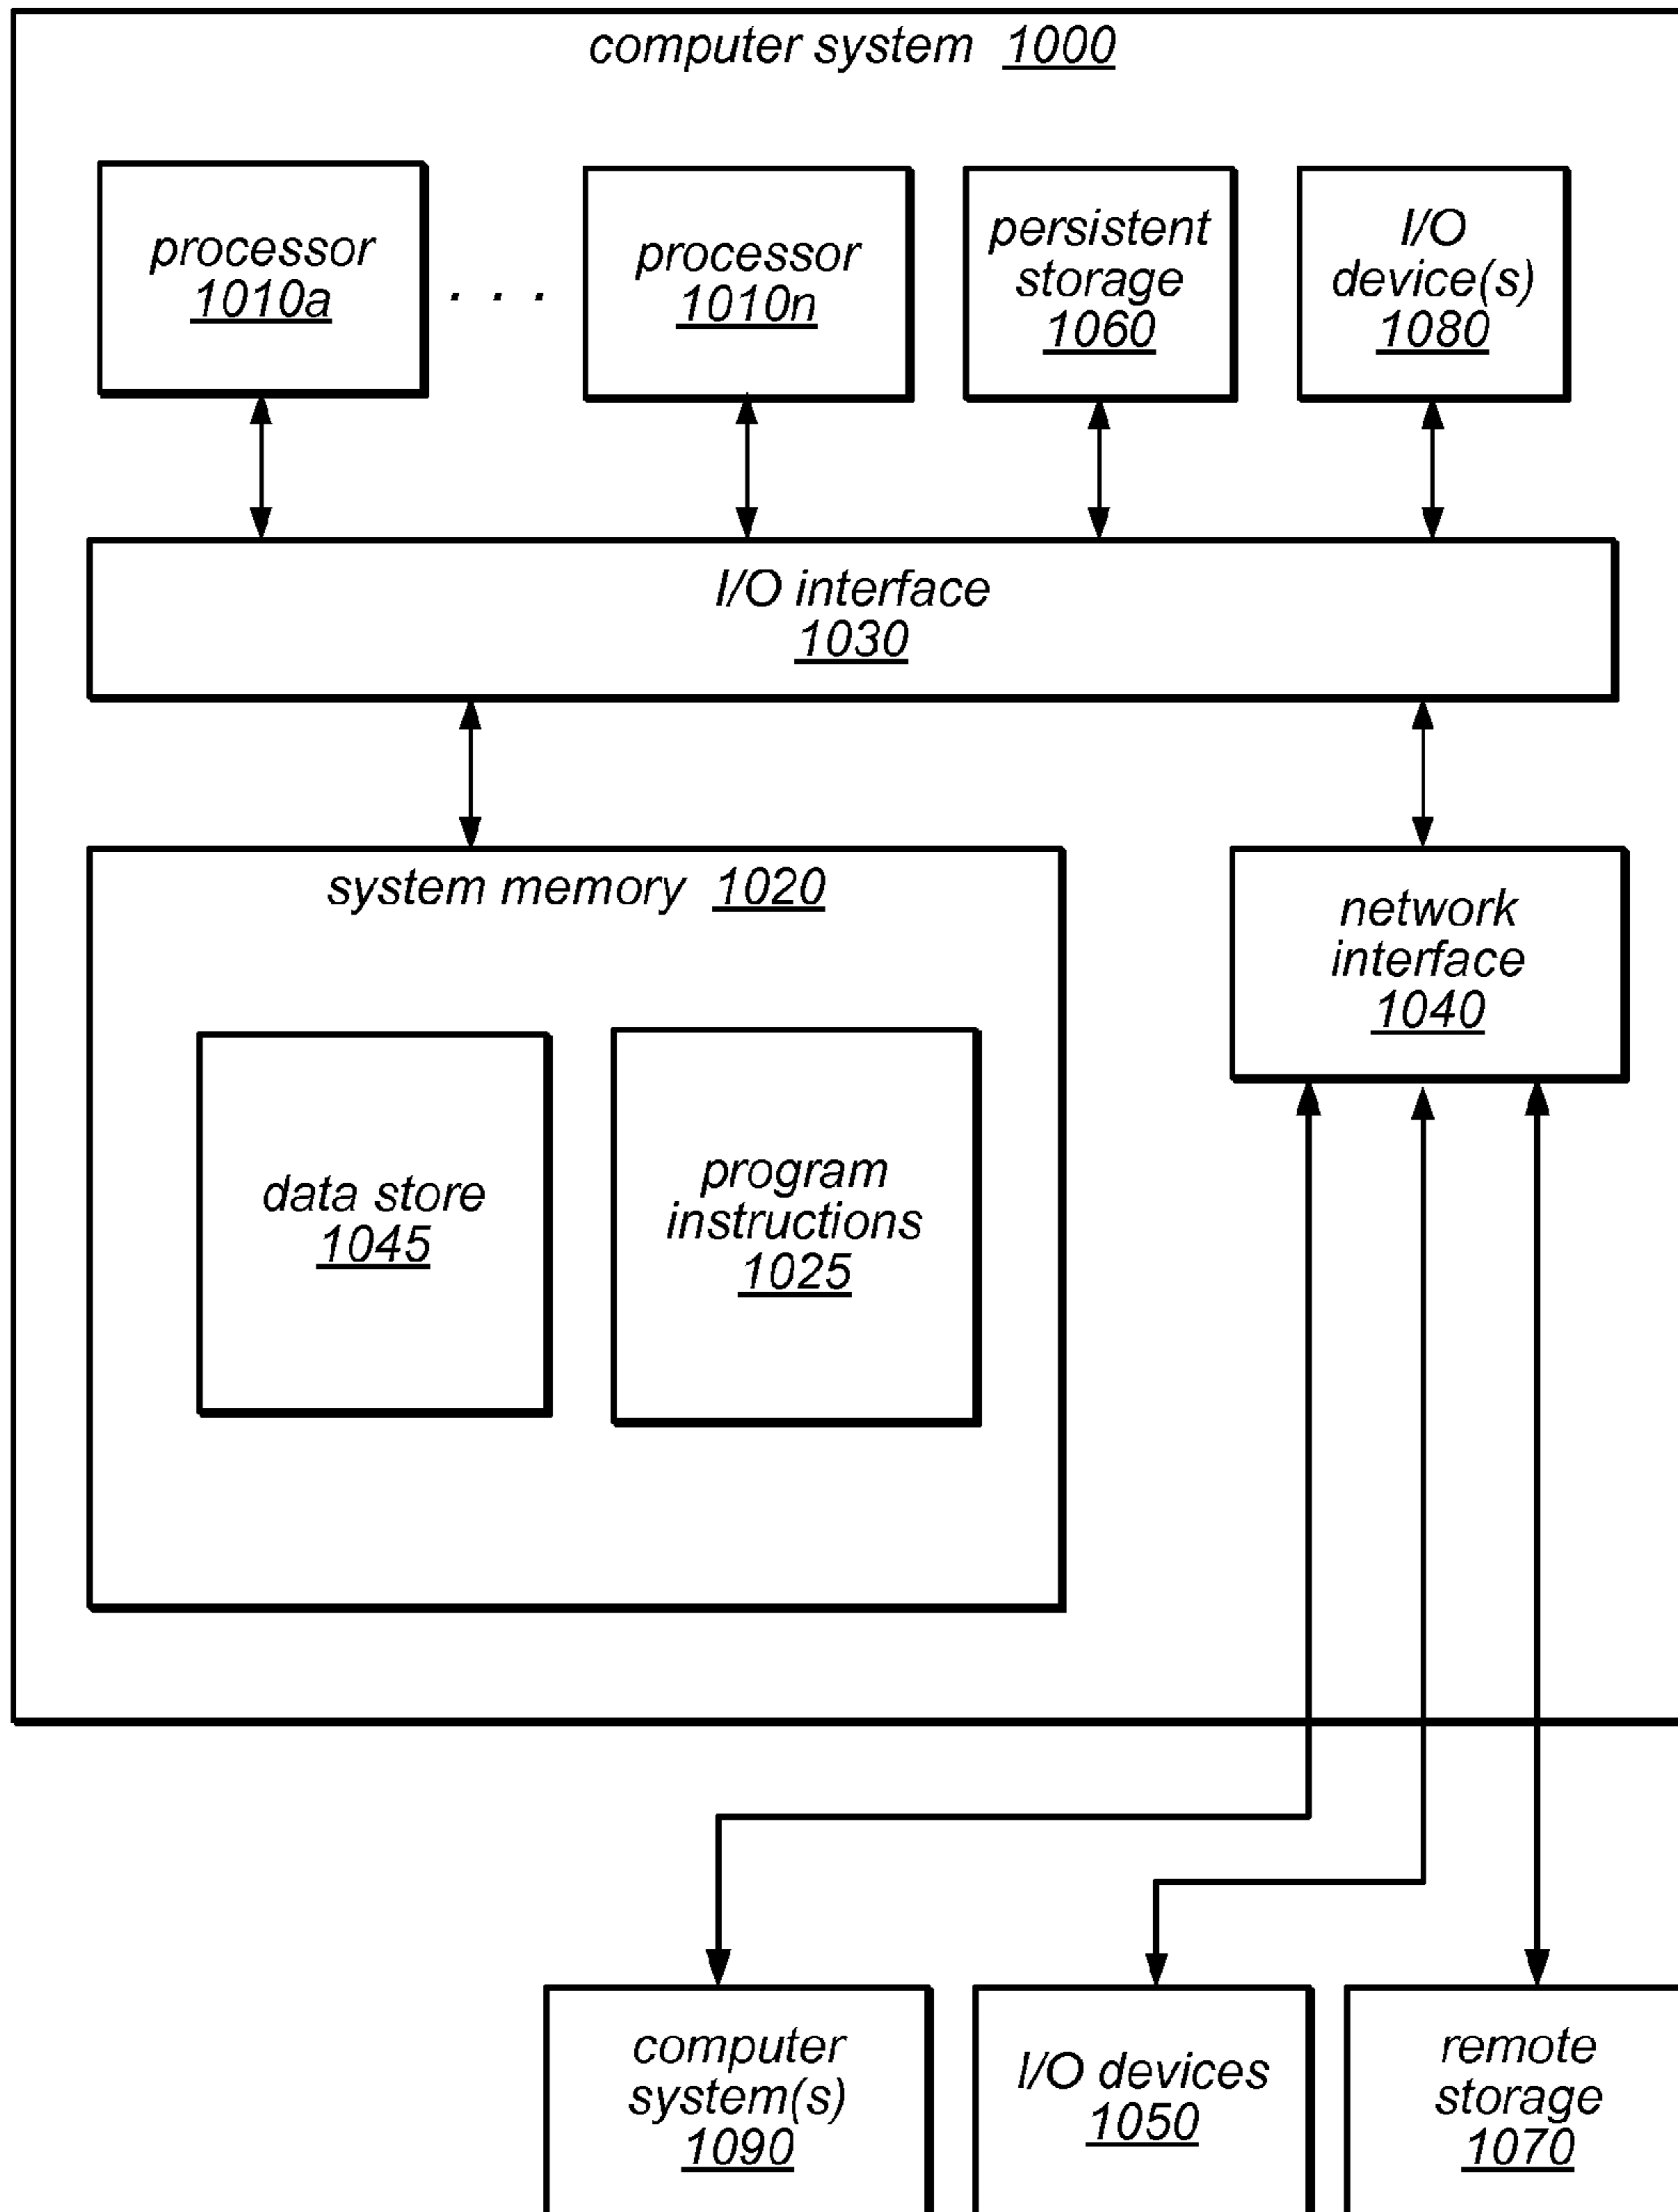 computer system 1000
processor
1010a
. . .
processor
1010n
persistent
storage
1060
I/O
device(s)
1080
I/O interface
1030
system memory 1020
network
interface
1040
data store
1045
program
instructions
1025
computer
system(s)
1090
I/O devices
1050
remote
storage
1070